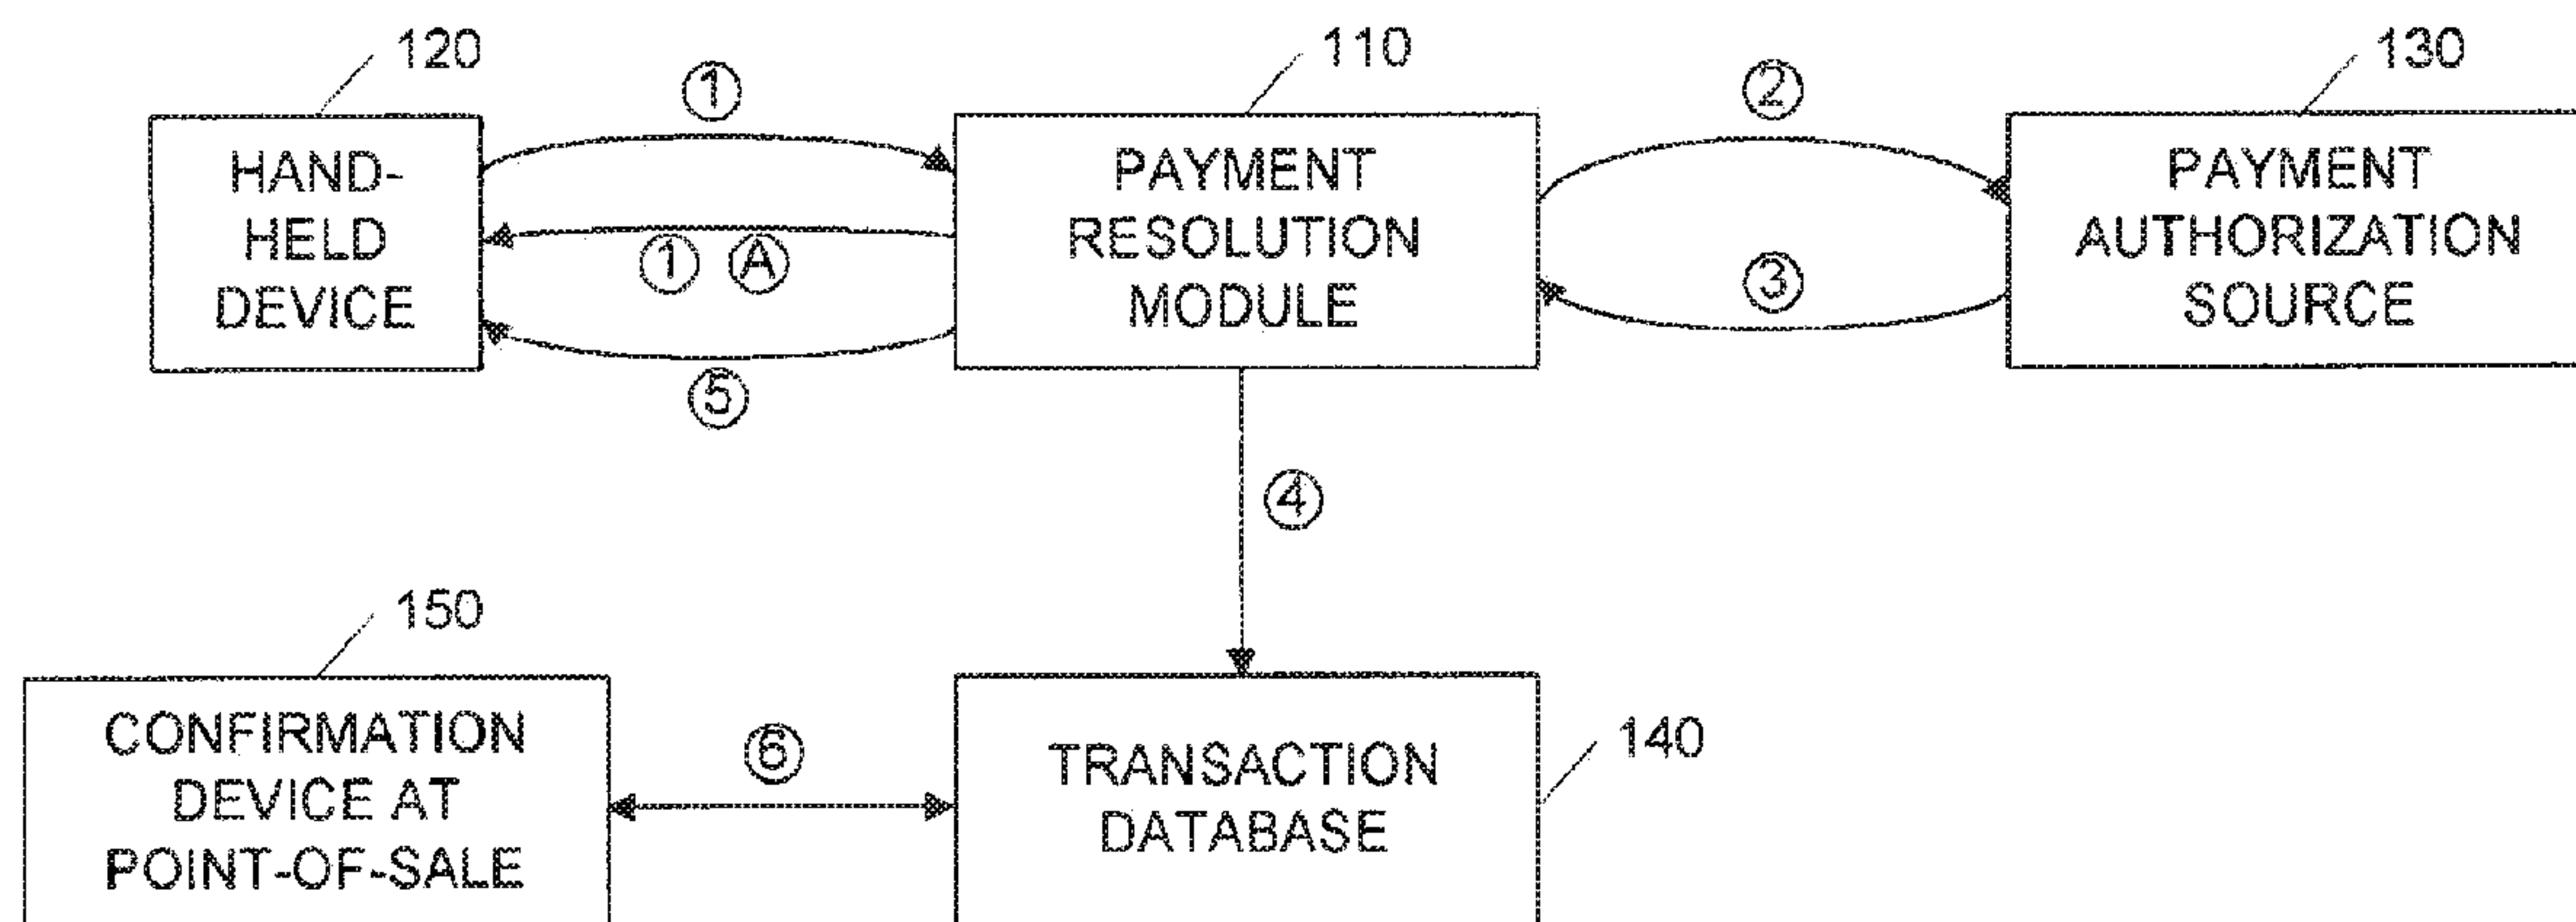 120
110
130
①
②
HAND-
HELD
DEVICE
PAYMENT
RESOLUTION
MODULE
PAYMENT
AUTHORIZATION
SOURCE
① Ⓐ
③
⑤
④
150
140
CONFIRMATION
DEVICE AT
POINT-OF-SALE
⑥
TRANSACTION
DATABASE